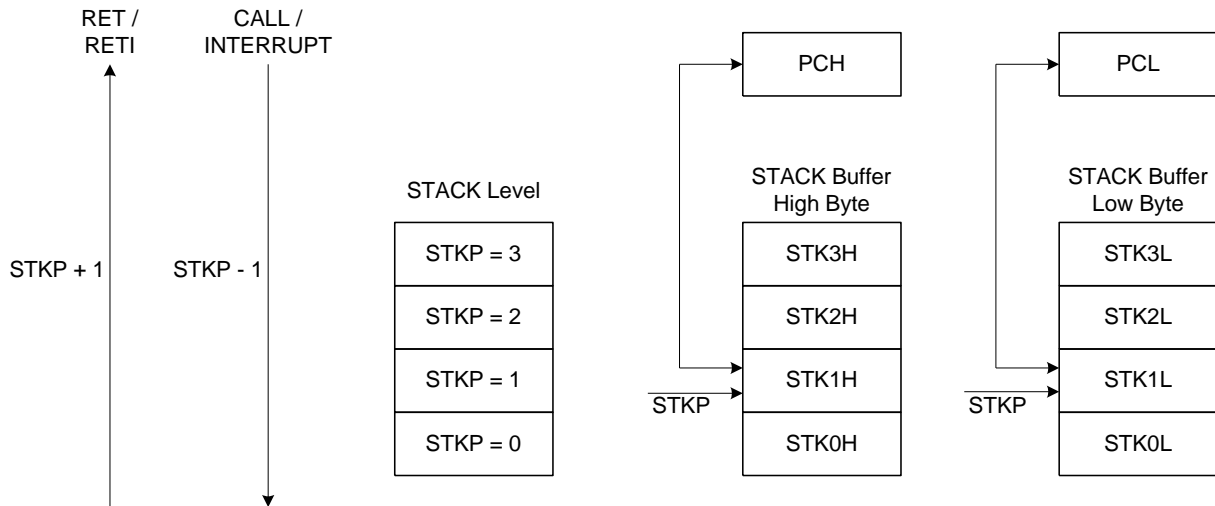 RET /
RETI
CALL /
INTERRUPT
STKP + 1
STKP - 1
STACK Level
STKP = 3
STKP = 2
STKP = 1
STKP = 0
PCH
STACK Buffer
High Byte
STK3H
STK2H
STK1H
STK0H
STKP
PCL
STACK Buffer
Low Byte
STK3L
STK2L
STK1L
STK0L
STKP